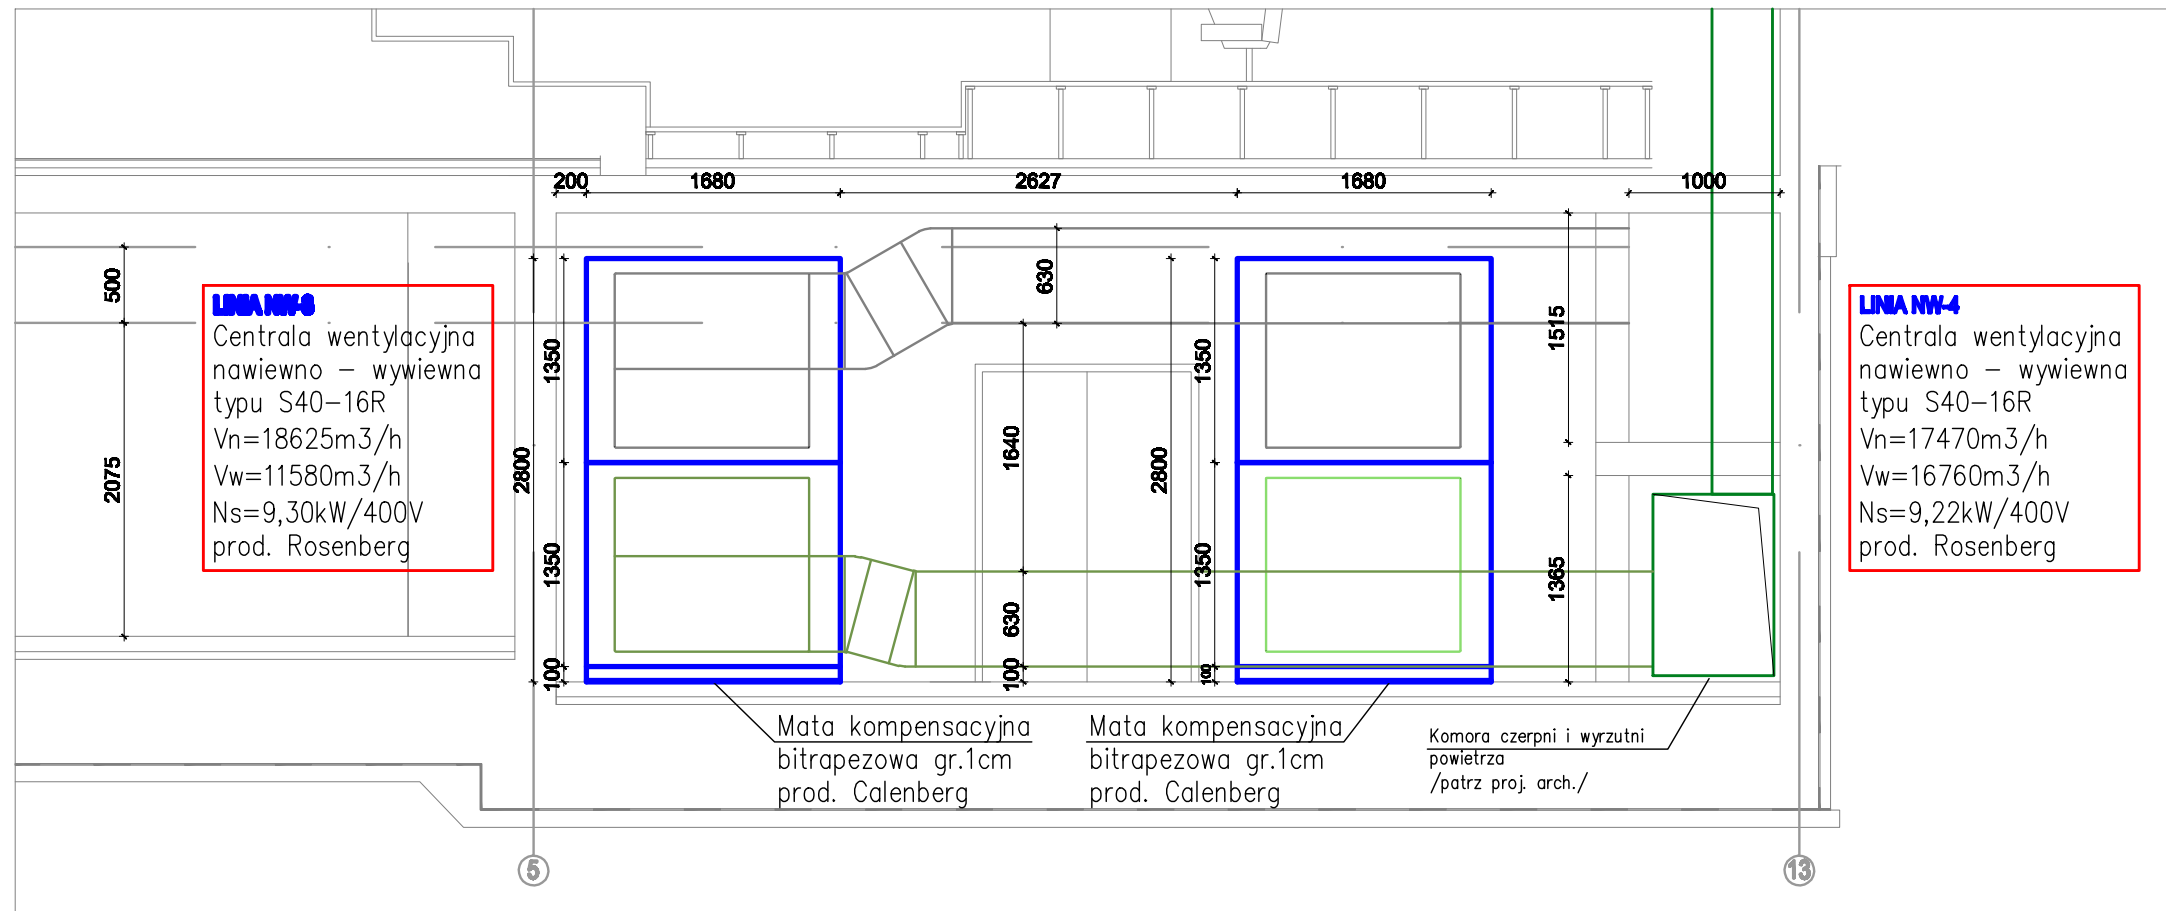 200
1680
2627
1680
1000
500
2075
2800
1350
1350
100
630
1640
630
100
2800
1350
1350
100
1515
1365
Centrala wentylacyjna
nawiewno – wywiewna
typu S40–16R
Vn=18625m3/h
Vw=11580m3/h
Ns=9,30kW/400V
prod. Rosenberg
LINIA NW-4
Centrala wentylacyjna
nawiewno – wywiewna
typu S40–16R
Vn=17470m3/h
Vw=16760m3/h
Ns=9,22kW/400V
prod. Rosenberg
Mata kompensacyjna
bitrapezowa gr.1cm
prod. Calenberg
Mata kompensacyjna
bitrapezowa gr.1cm
prod. Calenberg
Komora czerpni i wyrzutni
powietrza
/patrz proj. arch./
5
13